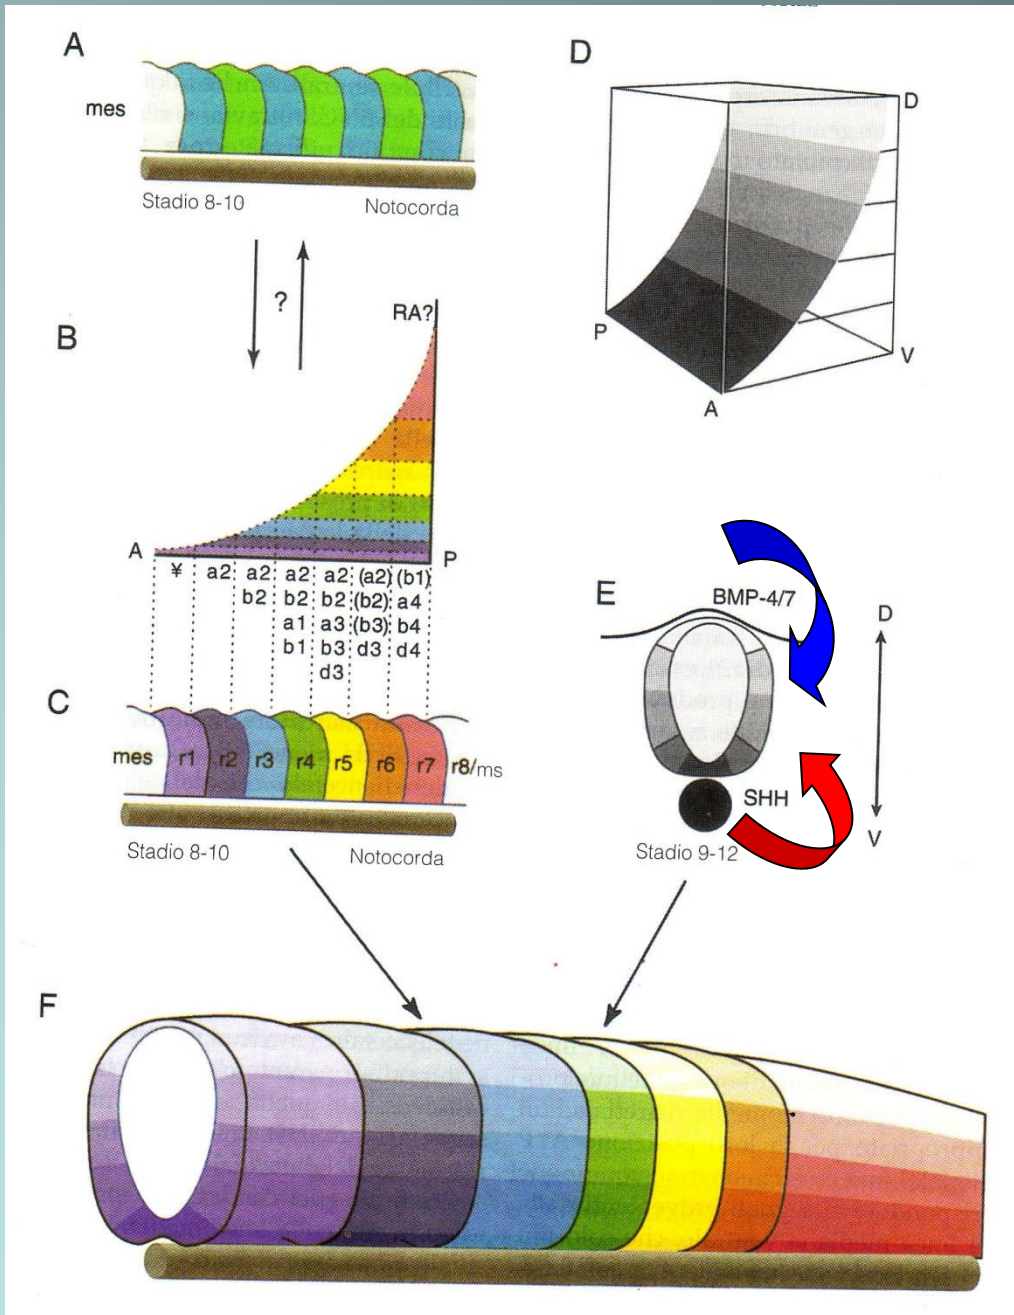 A
mes
Stadio 8-10 Notocorda
?
B
RA?
A P
¥ a2 a2 a2 a2 (a2) (b1)
b2 b2 b2 (b2) a4
a1 a3 (b3) b4
b1 b3 d3 d4
d3
C
mes r1 r2 r3 r4 r5 r6 r7 r8/ms
Stadio 8-10 Notocorda
D
D
P
V
A
E
BMP-4/7
D
SHH
V
Stadio 9-12
F